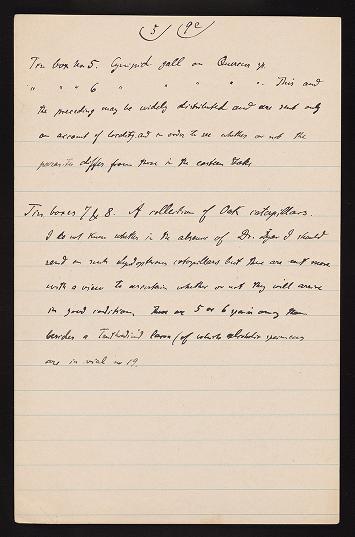 5 9c
Tin box no 5. Cynipid gall on Quercus sp.
" " " 6 " " " " " . This and
the preceding may be widely distributed and are sent only
on account of locality, and in order to see whether or not the
parasites differ from those in the eastern States
Tin boxes 7 & 8. A collection of Oak caterpillars.
I do not know whether in the absence of Dr. Dyar I should
send on such lepidopterous caterpillars but these are sent more
with a view to ascertain whether or not they will arrive
in good condition. There are 5 or 6 species among them
besides a Tenthredinid larva (of which alcoholic specimens
are in vial no 19.